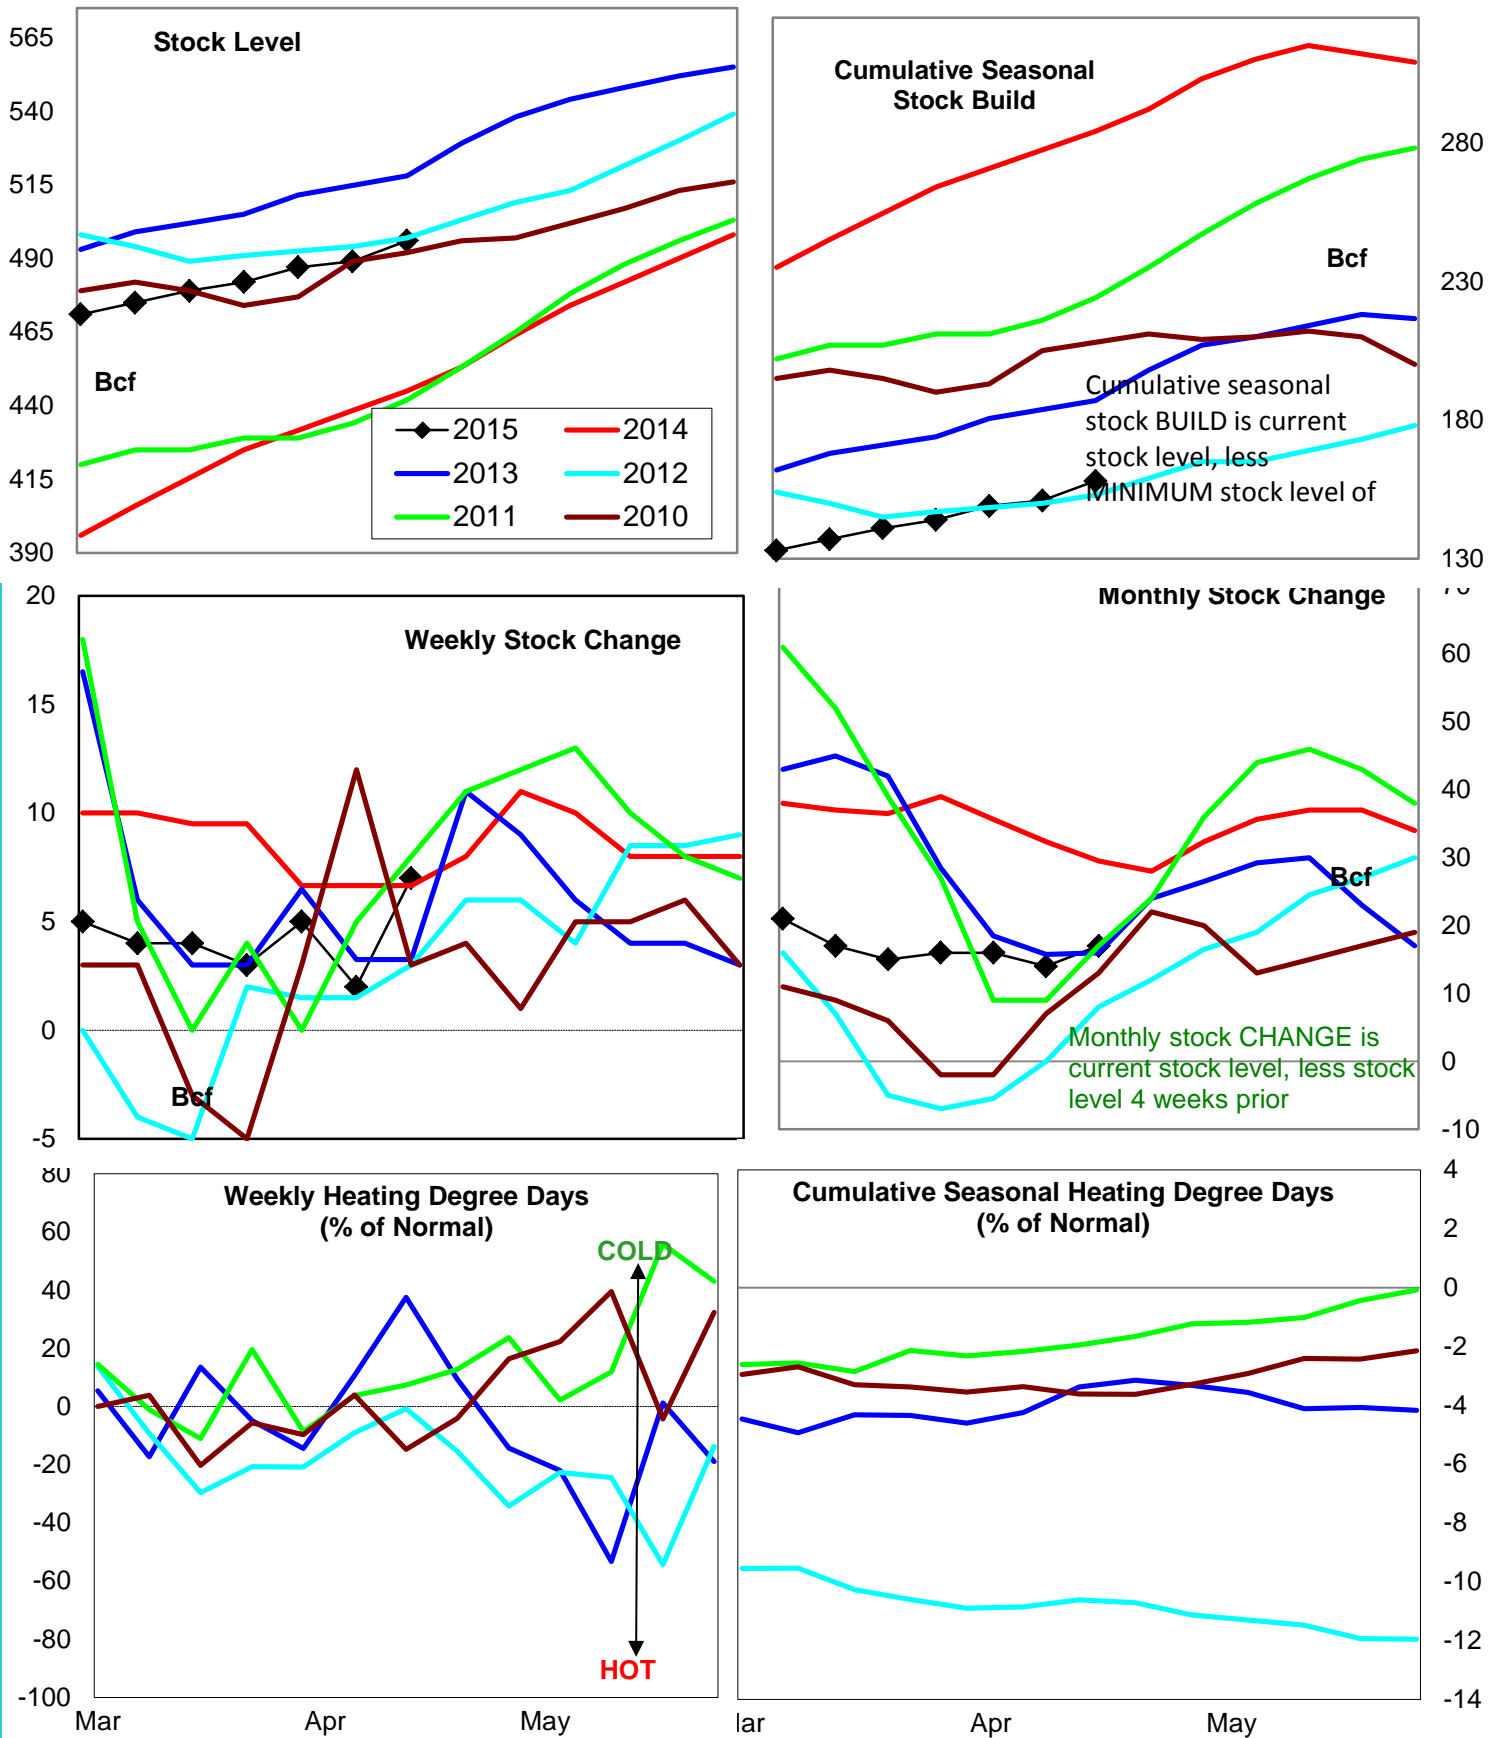 Stock Level
565
540
515
490
465
440
415
390
Bcf
2015
2014
2013
2012
2011
2010
Cumulative Seasonal
Stock Build
Bcf
280
230
180
130
Cumulative seasonal
stock BUILD is current
stock level, less
MINIMUM stock level of
Weekly Stock Change
20
15
10
5
0
-5
Bcf
Monthly Stock Change
70
60
50
40
30
20
10
0
-10
Bcf
Monthly stock CHANGE is
current stock level, less stock
level 4 weeks prior
Weekly Heating Degree Days
(% of Normal)
80
60
40
20
0
-20
-40
-60
-80
-100
COLD
HOT
Mar
Apr
May
Cumulative Seasonal Heating Degree Days
(% of Normal)
4
2
0
-2
-4
-6
-8
-10
-12
-14
Apr
May